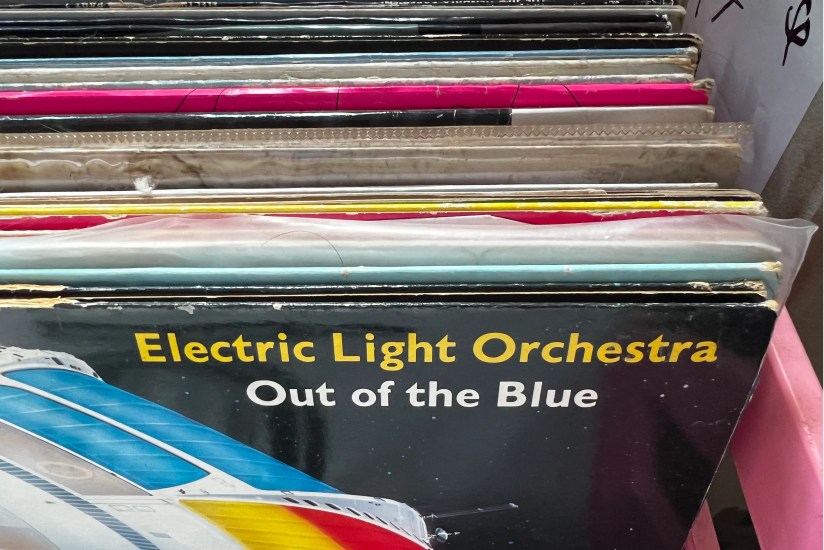 Electric Light Orchestra
Out of the Blue